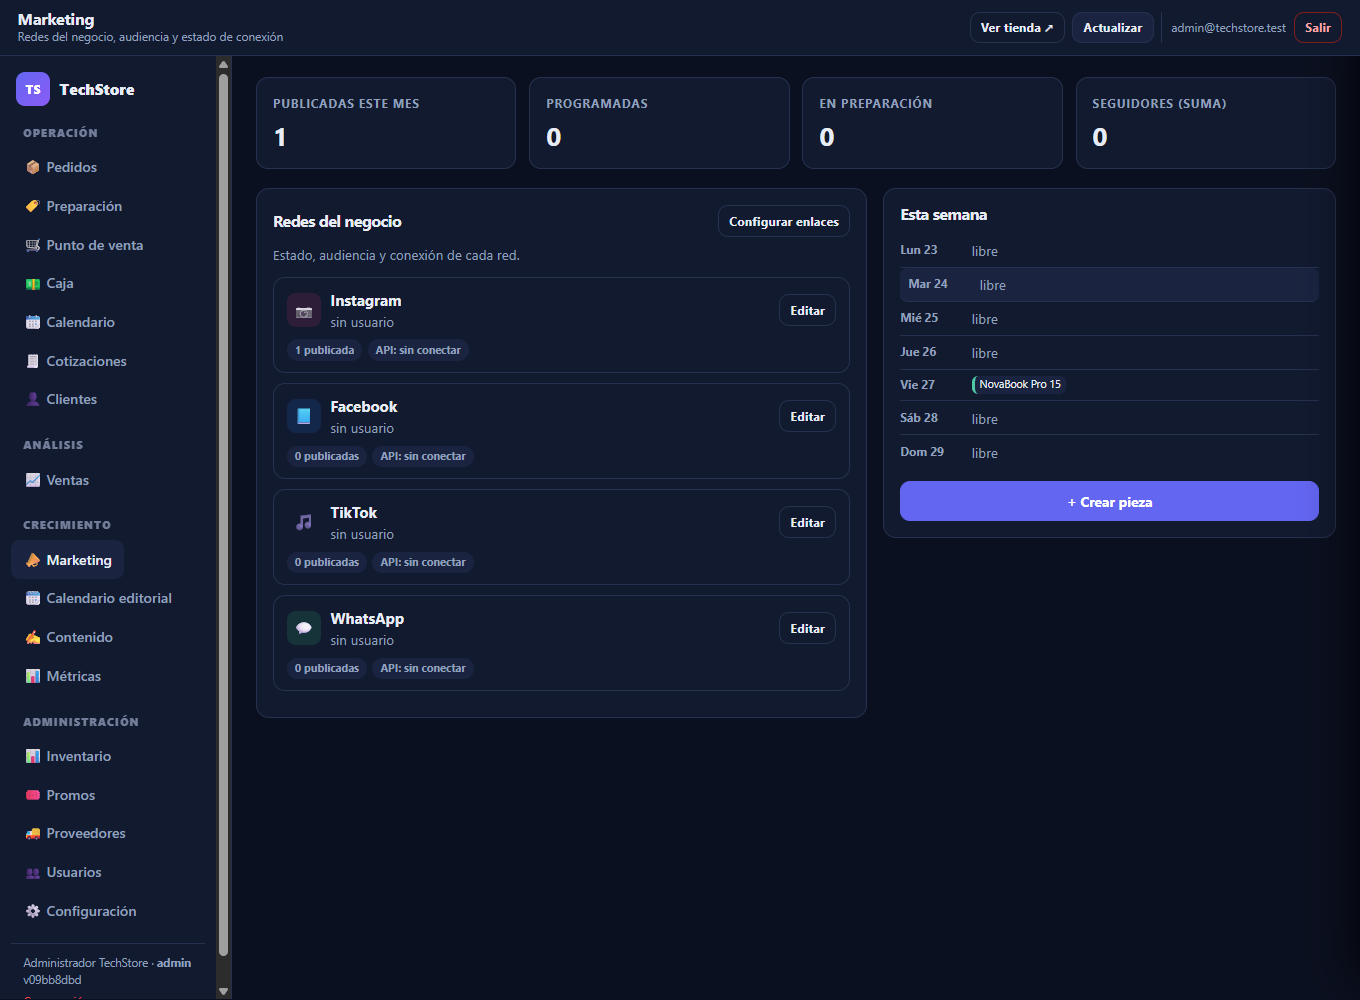 Marketing
Redes del negocio, audiencia y estado de conexión
Ver tienda ↗
Actualizar
admin@techstore.test
Salir
TS
TechStore
OPERACIÓN
Pedidos
Preparación
Punto de venta
Caja
Calendario
Cotizaciones
Clientes
ANÁLISIS
Ventas
CRECIMIENTO
Marketing
Calendario editorial
Contenido
Métricas
ADMINISTRACIÓN
Inventario
Promos
Proveedores
Usuarios
Configuración
Administrador TechStore · admin
v09bb8dbd
PUBLICADAS ESTE MES
1
PROGRAMADAS
0
EN PREPARACIÓN
0
SEGUIDORES (SUMA)
0
Redes del negocio
Configurar enlaces
Estado, audiencia y conexión de cada red.
Instagram
sin usuario
Editar
1 publicada
API: sin conectar
Facebook
sin usuario
Editar
0 publicadas
API: sin conectar
TikTok
sin usuario
Editar
0 publicadas
API: sin conectar
WhatsApp
sin usuario
Editar
0 publicadas
API: sin conectar
Esta semana
Lun 23 libre
Mar 24 libre
Mié 25 libre
Jue 26 libre
Vie 27 NovaBook Pro 15
Sáb 28 libre
Dom 29 libre
+ Crear pieza